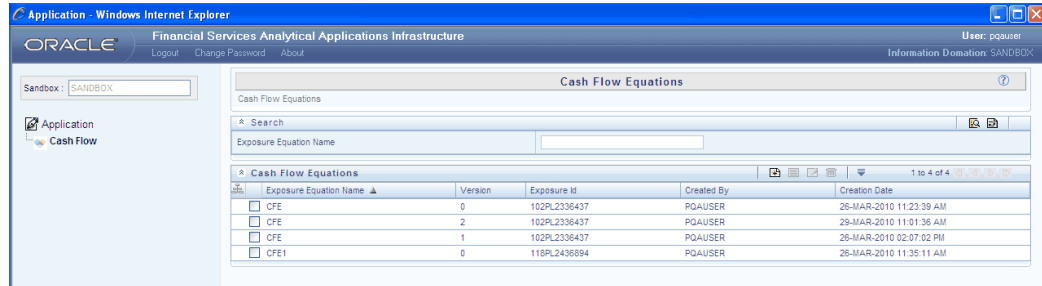 Application - Windows Internet Explorer
ORACLE
Financial Services Analytical Applications Infrastructure
User: pqauser
Logout Change Password About
Information Domation: SANDBOX
Sandbox : SANDBOX
Application
Cash Flow
Cash Flow Equations
Cash Flow Equations
Search
Exposure Equation Name
Cash Flow Equations
1 to 4 of 4
Exposure Equation Name Version Exposure Id Created By Creation Date
CFE 0 102PL2336437 PQAUSER 26-MAR-2010 11:23:39 AM
CFE 2 102PL2336437 PQAUSER 29-MAR-2010 11:01:36 AM
CFE 1 102PL2336437 PQAUSER 26-MAR-2010 02:07:02 PM
CFE1 0 118PL2436894 PQAUSER 26-MAR-2010 11:35:11 AM